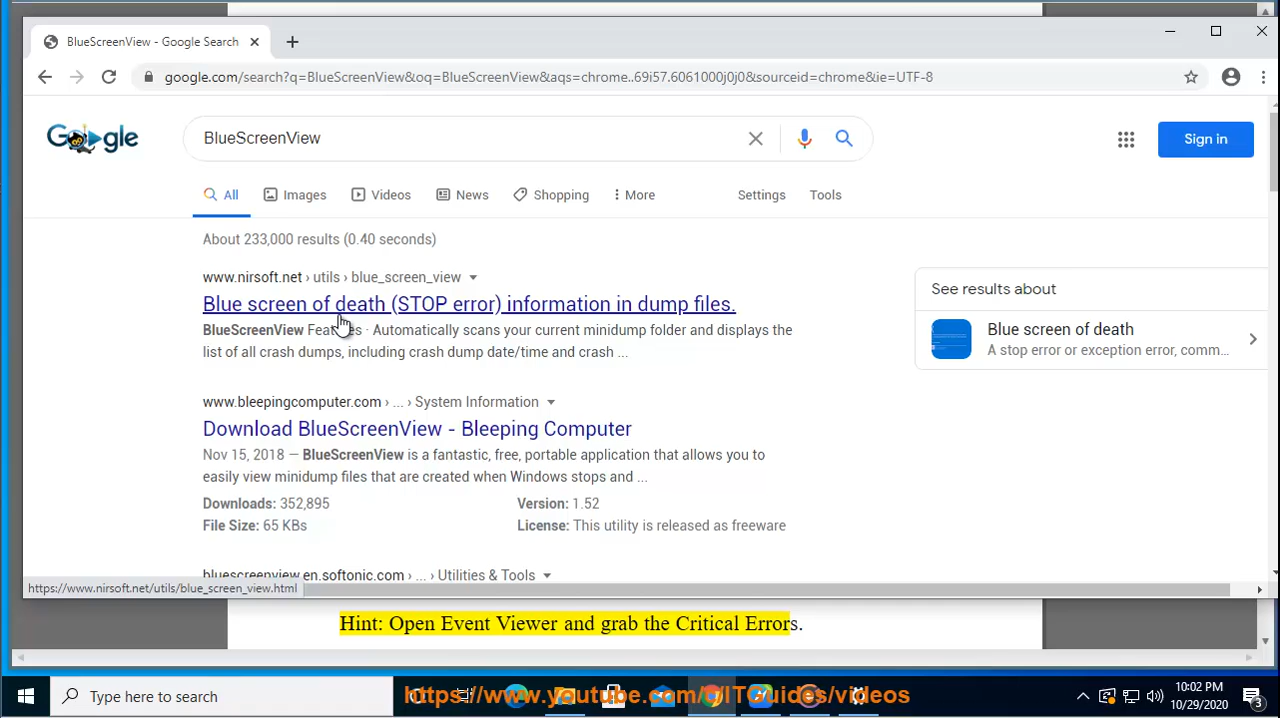 BlueScreenView - Google Search
google.com/search?q=BlueScreenView&oq=BlueScreenView&aqs=chrome..69i57.6061000j0j0&sourceid=chrome&ie=UTF-8
Google
BlueScreenView
Sign in
All Images Videos News Shopping More Settings Tools
About 233,000 results (0.40 seconds)
www.nirsoft.net › utils › blue_screen_view
Blue screen of death (STOP error) information in dump files.
BlueScreenView Features · Automatically scans your current minidump folder and displays the
list of all crash dumps, including crash dump date/time and crash ...
See results about
Blue screen of death
A stop error or exception error, comm...
www.bleepingcomputer.com › ... › System Information
Download BlueScreenView - Bleeping Computer
Nov 15, 2018 — BlueScreenView is a fantastic, free, portable application that allows you to
easily view minidump files that are created when Windows stops and ...
Downloads: 352,895 Version: 1.52
File Size: 65 KBs License: This utility is released as freeware
bluescreenview.en.softonic.com › ... › Utilities & Tools
https://www.nirsoft.net/utils/blue_screen_view.html
Hint: Open Event Viewer and grab the Critical Errors.
Type here to search
https://www.youtube.com/UITGuides/videos
10:02 PM
10/29/2020
3